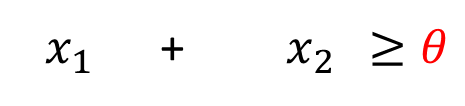 x₁ + x₂ ≥ θ